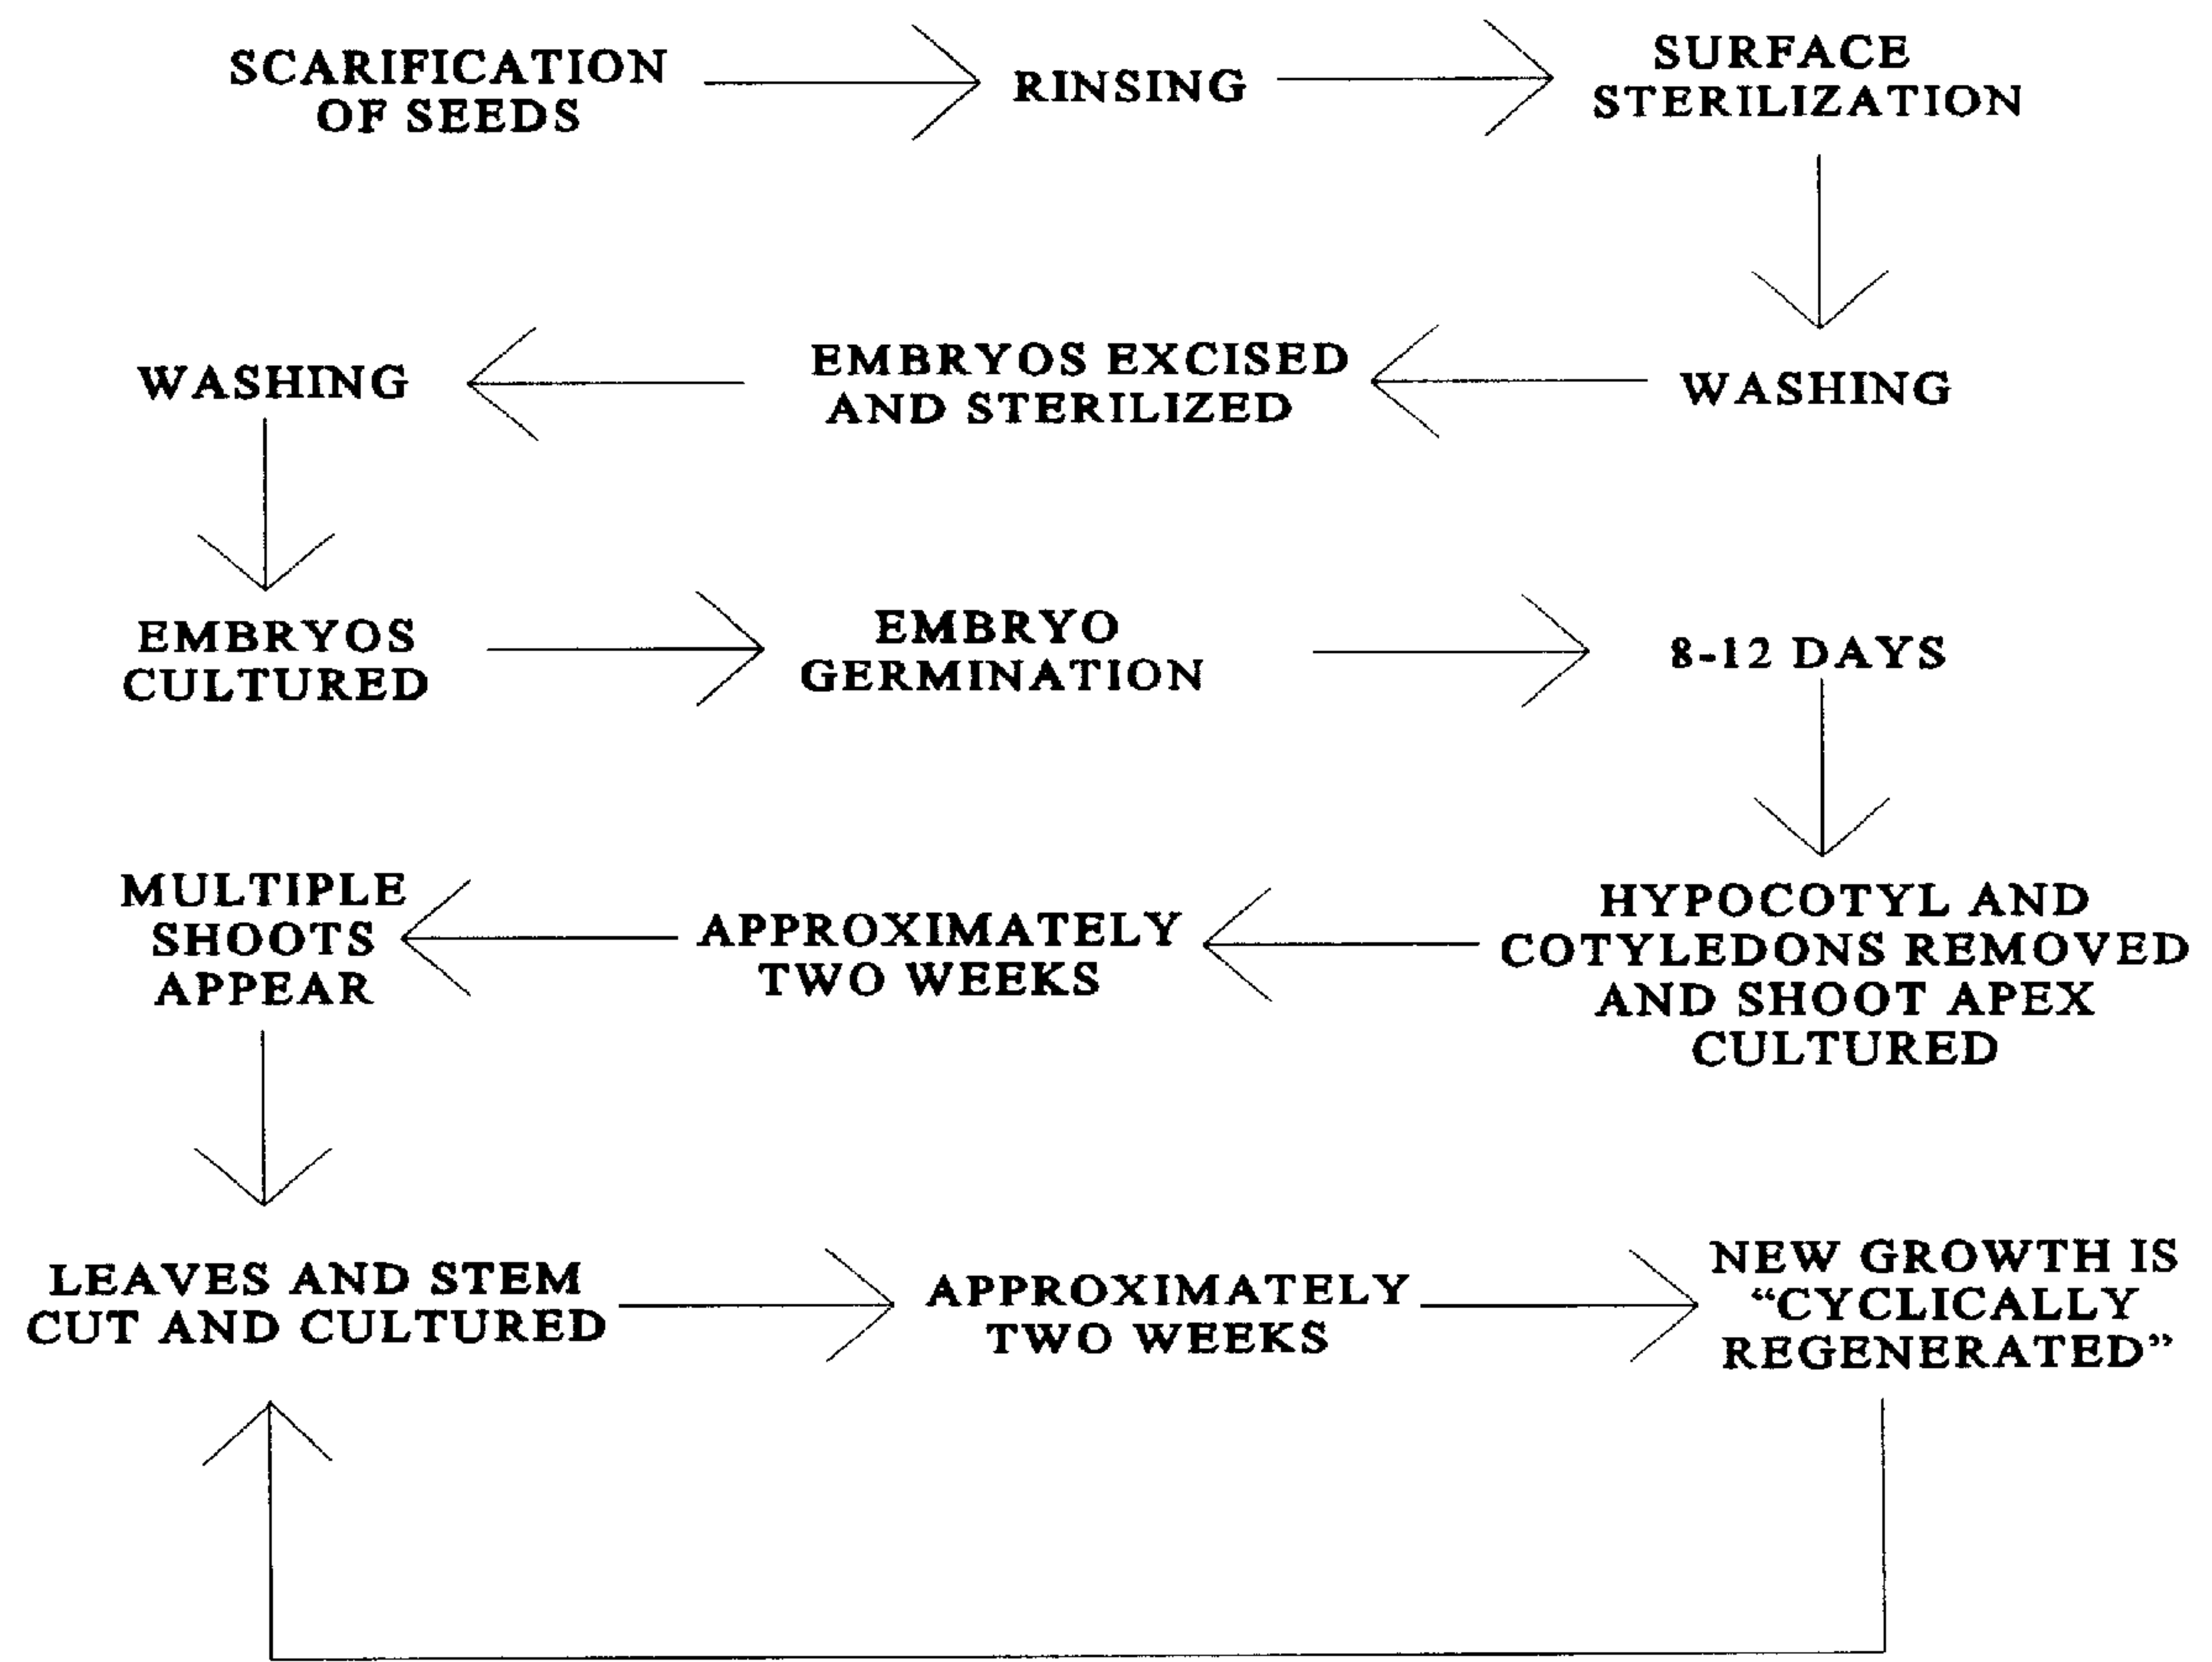 SCARIFICATION
OF SEEDS
RINSING
SURFACE
STERILIZATION
WASHING
EMBRYOS EXCISED
AND STERILIZED
WASHING
EMBRYOS
CULTURED
EMBRYO
GERMINATION
8-12 DAYS
HYPOCOTYL AND
COTYLEDONS REMOVED
AND SHOOT APEX
CULTURED
APPROXIMATELY
TWO WEEKS
MULTIPLE
SHOOTS
APPEAR
LEAVES AND STEM
CUT AND CULTURED
APPROXIMATELY
TWO WEEKS
NEW GROWTH IS
“CYCLICALLY
REGENERATED”